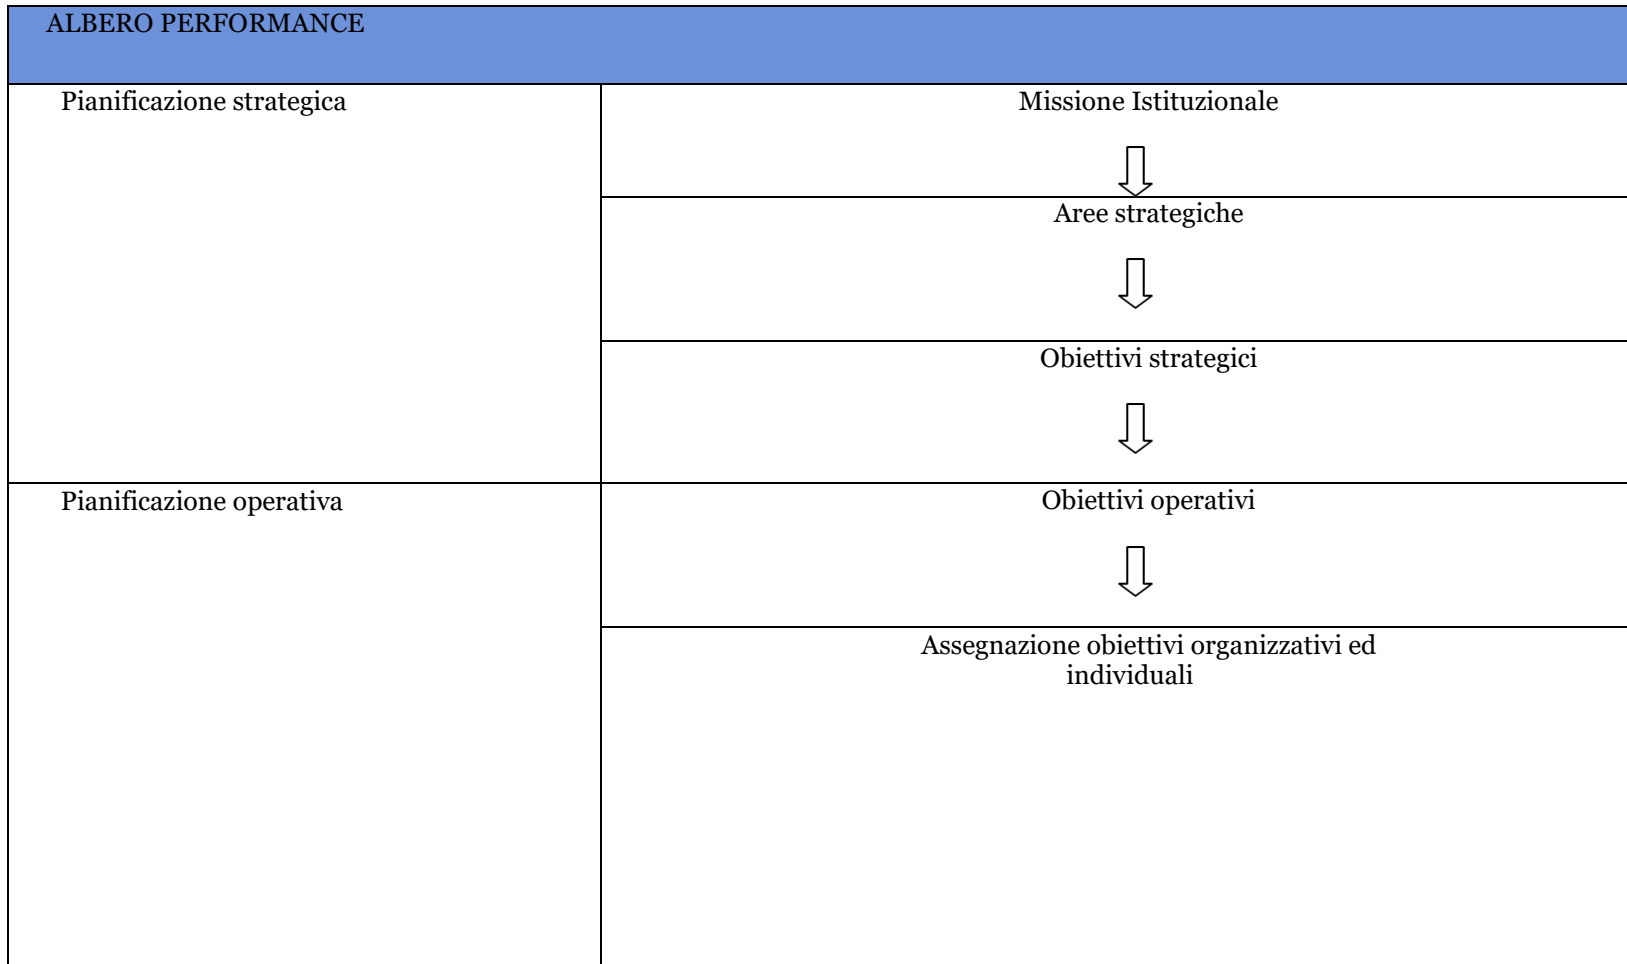 ALBERO PERFORMANCE
Pianificazione strategica
Missione Istituzionale
Aree strategiche
Obiettivi strategici
Pianificazione operativa
Obiettivi operativi
Assegnazione obiettivi organizzativi ed
individuali